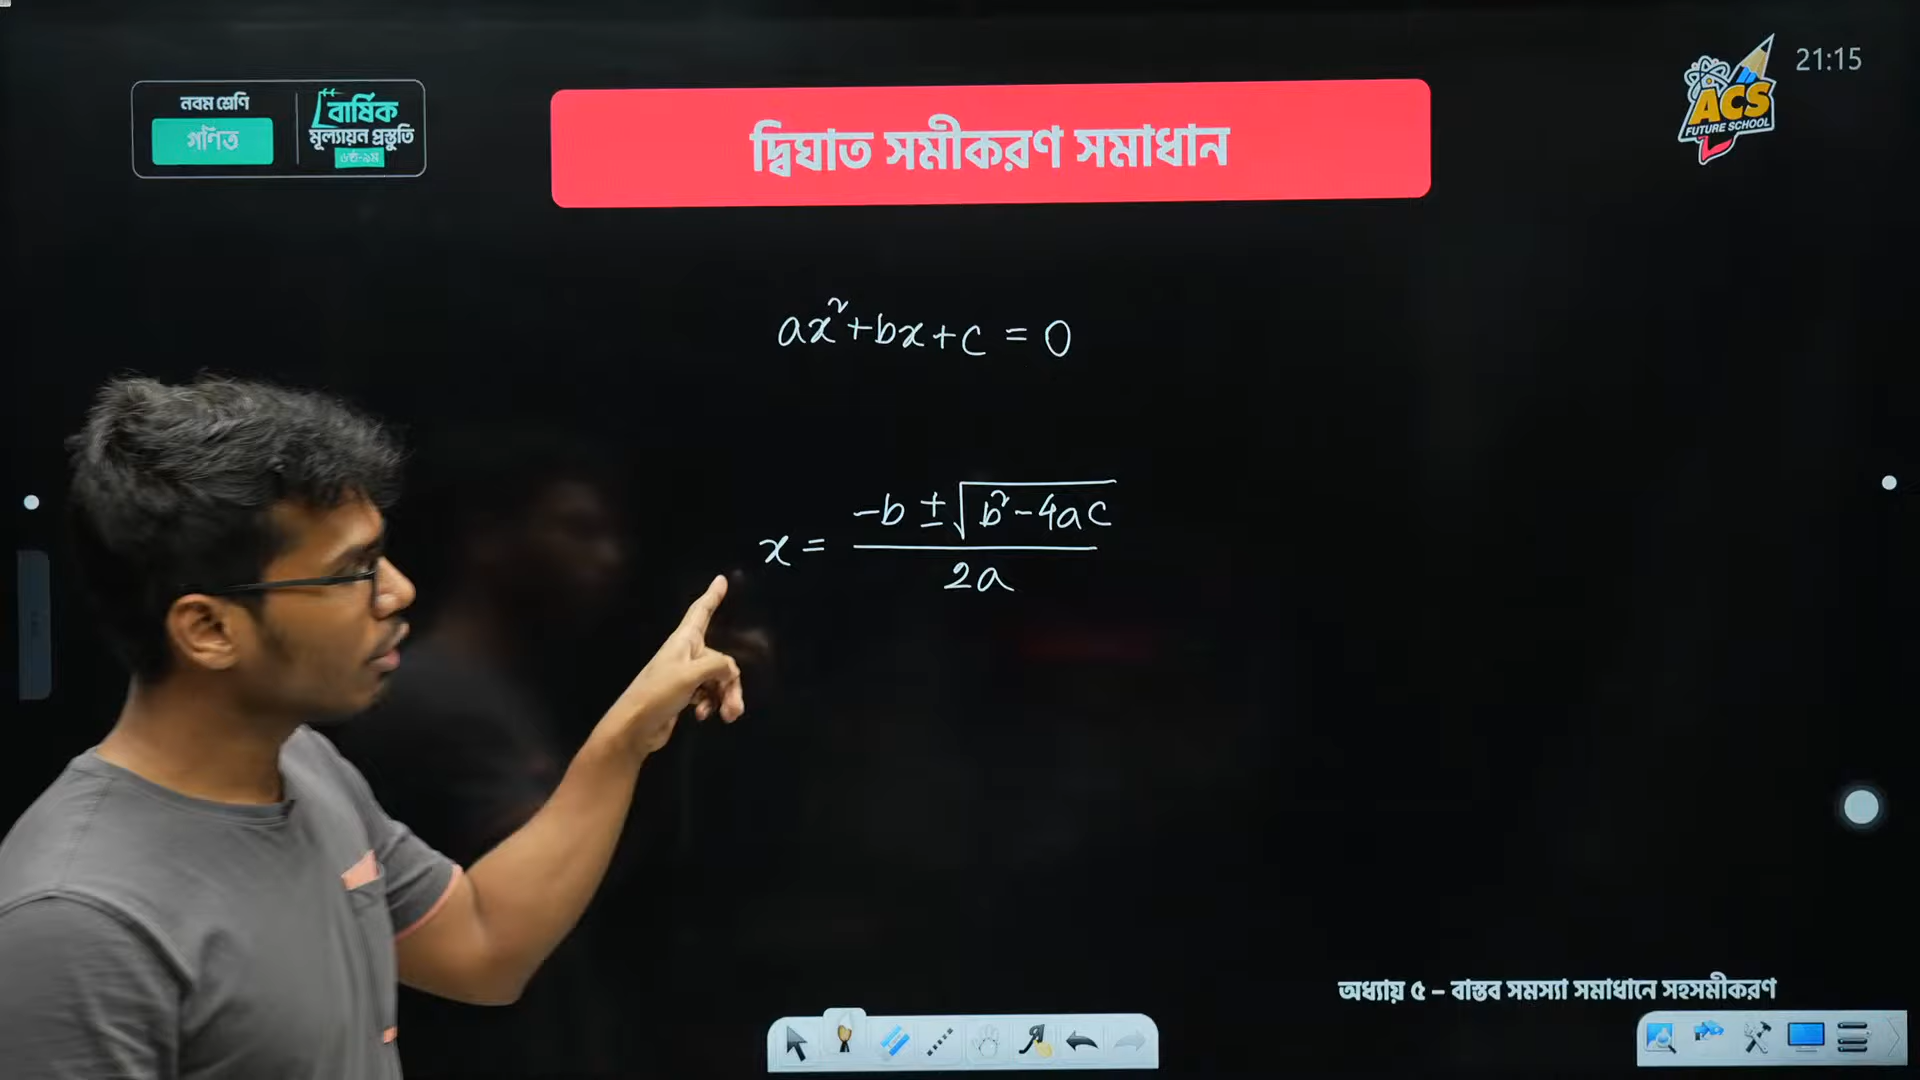 নবম শ্রেণি
গণিত
বার্ষিক
মূল্যায়ন প্রস্তুতি
৬ষ্ঠ-৯ম
দ্বিঘাত সমীকরণ সমাধান
ACS
FUTURE SCHOOL
21:15
ax²+bx+c = 0
x = (-b ± √(b²-4ac)) / 2a
অধ্যায় ৫ – বাস্তব সমস্যা সমাধানে সহসমীকরণ